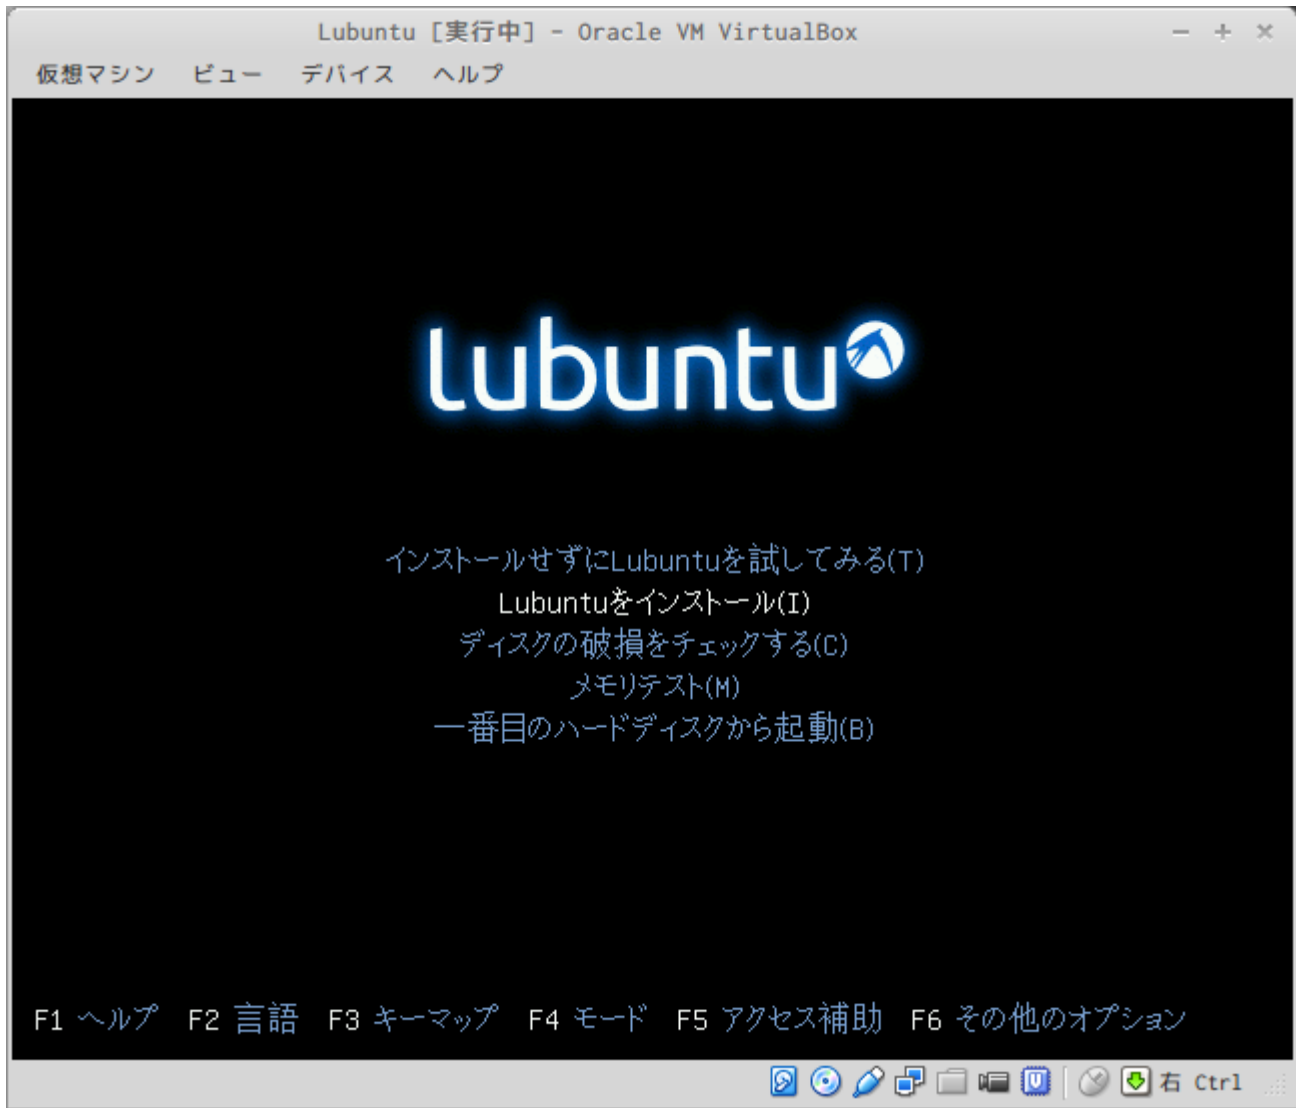 Lubuntu [実行中] - Oracle VM VirtualBox
仮想マシン ビュー デバイス ヘルプ
lubuntu
インストールせずにLubuntuを試してみる(T)
Lubuntuをインストール(I)
ディスクの破損をチェックする(C)
メモリテスト(M)
一番目のハードディスクから起動(B)
F1 ヘルプ F2 言語 F3 キーマップ F4 モード F5 アクセス補助 F6 その他のオプション
右 Ctrl